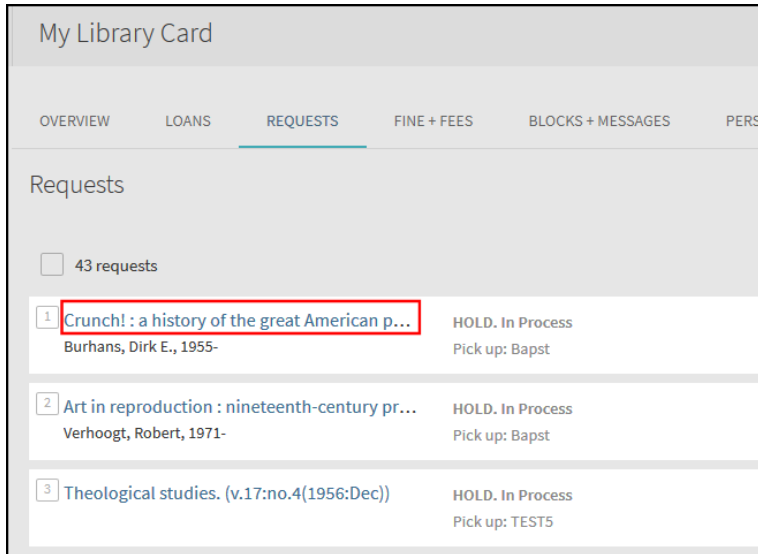 My Library Card
OVERVIEW LOANS REQUESTS FINE + FEES BLOCKS + MESSAGES PERS
Requests
43 requests
1 Crunch! : a history of the great American p... HOLD. In Process
Burhans, Dirk E., 1955- Pick up: Bapst
2 Art in reproduction : nineteenth-century pr... HOLD. In Process
Verhoogt, Robert, 1971- Pick up: Bapst
3 Theological studies. (v.17:no.4(1956:Dec)) HOLD. In Process
Pick up: TEST5